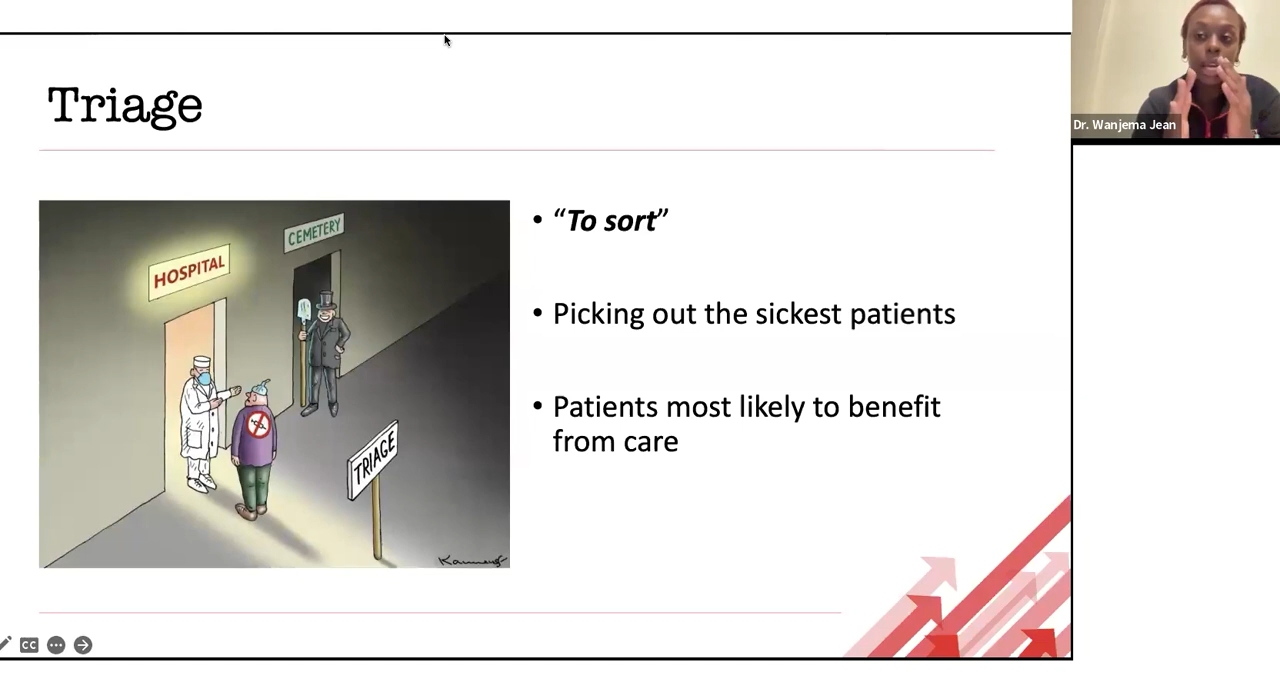 Triage
HOSPITAL
CEMETERY
TRIAGE
• “To sort”
• Picking out the sickest patients
• Patients most likely to benefit
from care
CC
Dr. Wanjema Jean